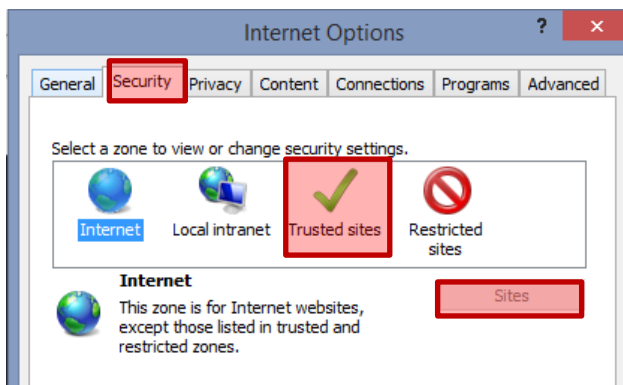 Internet Options
?
General Security Privacy Content Connections Programs Advanced
Select a zone to view or change security settings.
Internet Local intranet Trusted sites Restricted
sites
Internet
Sites
This zone is for Internet websites,
except those listed in trusted and
restricted zones.